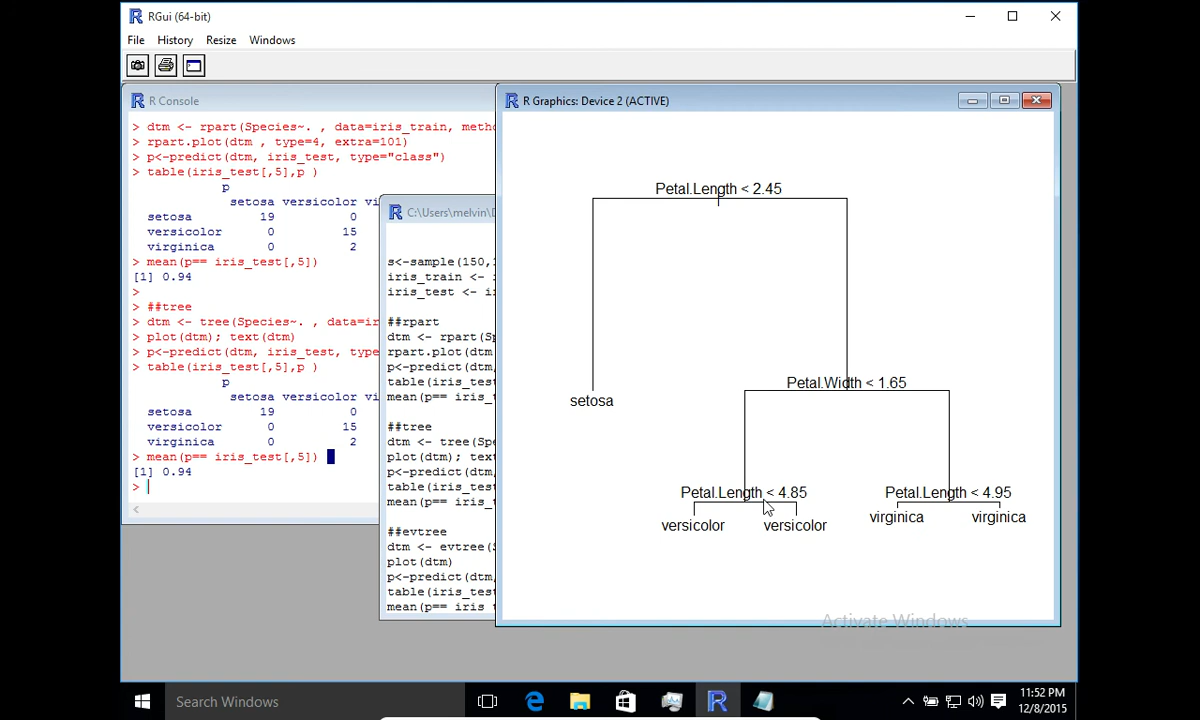 RGui (64-bit)
File History Resize Windows
R Console
> dtm <- rpart(Species~. , data=iris_train, metho
> rpart.plot(dtm , type=4, extra=101)
> p<-predict(dtm, iris_test, type="class")
> table(iris_test[,5],p )
p
setosa versicolor vi
setosa 19 0
versicolor 0 15
virginica 0 2
> mean(p== iris_test[,5])
[1] 0.94
>
> ##tree
> dtm <- tree(Species~. , data=ir
> plot(dtm); text(dtm)
> p<-predict(dtm, iris_test, type
> table(iris_test[,5],p )
p
setosa versicolor vi
setosa 19 0
versicolor 0 15
virginica 0 2
> mean(p== iris_test[,5])
[1] 0.94
>
C:\Users\melvin\D
s<-sample(150,1
iris_train <- i
iris_test <- ir
##rpart
dtm <- rpart(Sp
rpart.plot(dtm
p<-predict(dtm,
table(iris_test
mean(p== iris_t
##tree
dtm <- tree(Spe
plot(dtm); text
p<-predict(dtm,
table(iris_test
mean(p== iris_t
##evtree
dtm <- evtree(S
plot(dtm)
p<-predict(dtm,
table(iris_test
mean(p== iris t
R Graphics: Device 2 (ACTIVE)
Petal.Length < 2.45
Petal.Width < 1.65
setosa
Petal.Length < 4.85 Petal.Length < 4.95
versicolor versicolor virginica virginica
Activate Windows
Search Windows
11:52 PM
12/8/2015